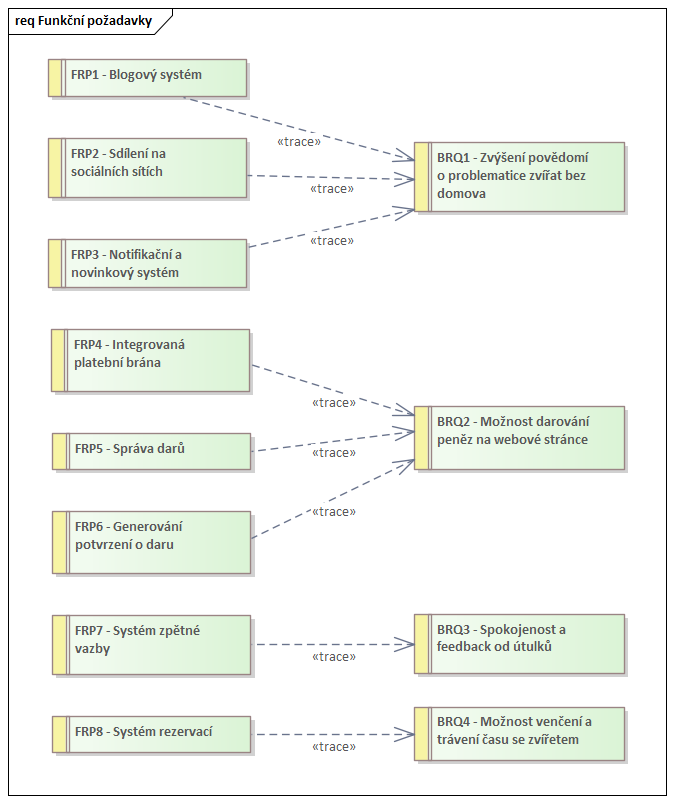 req Funkční požadavky
FRP1 - Blogový systém
«trace»
FRP2 - Sdílení na
sociálních sítích
«trace»
BRQ1 - Zvýšení povědomí
o problematice zvířat bez
domova
FRP3 - Notifikační a
novinkový systém
«trace»
FRP4 - Integrovaná
platební brána
«trace»
FRP5 - Správa darů
«trace»
BRQ2 - Možnost darování
peněz na webové stránce
FRP6 - Generování
potvrzení o daru
«trace»
FRP7 - Systém zpětné
vazby
«trace»
BRQ3 - Spokojenost a
feedback od útulků
FRP8 - Systém rezervací
«trace»
BRQ4 - Možnost venčení a
trávení času se zvířetem